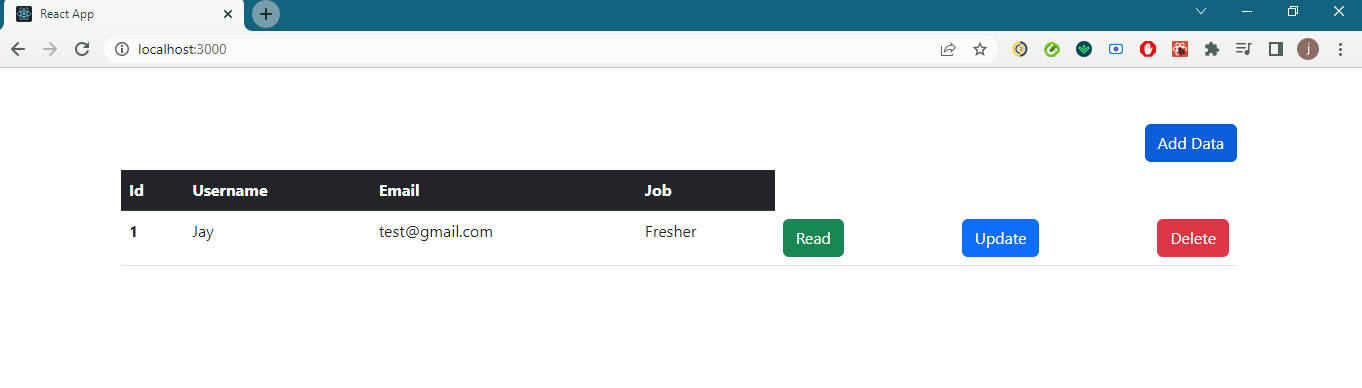 React App
localhost:3000
j
Add Data
Id Username Email Job
1 Jay test@gmail.com Fresher Read Update Delete